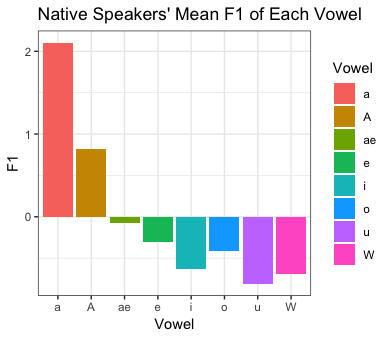 Native Speakers' Mean F1 of Each Vowel
F1
2
1
0
a A ae e i o u W
Vowel
Vowel
a
A
ae
e
i
o
u
W